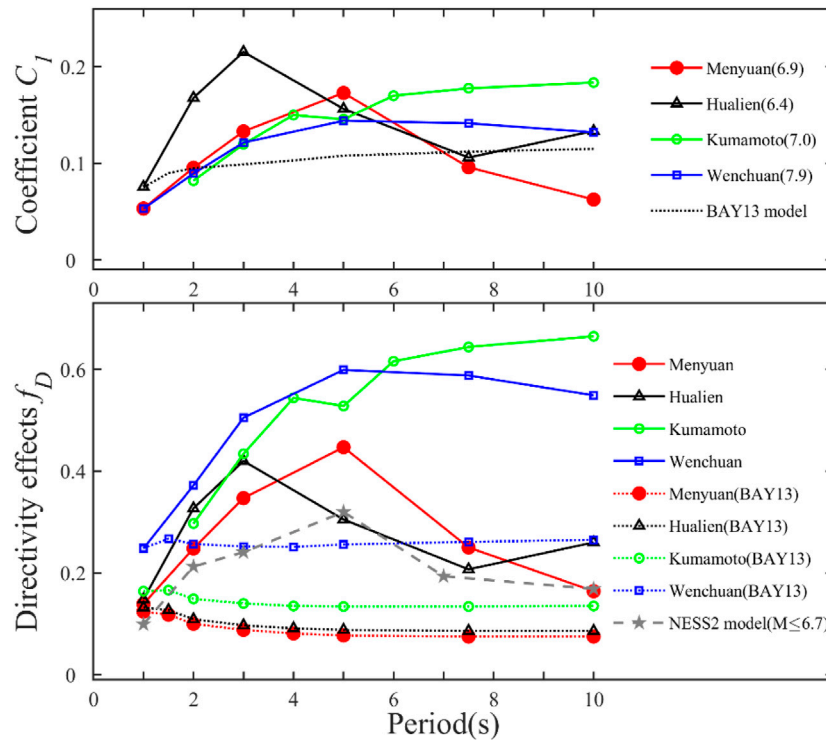 Coefficient C1
0.2
0.1
0
0 2 4 6 8 10
Menyuan(6.9)
Hualien(6.4)
Kumamoto(7.0)
Wenchuan(7.9)
BAY13 model
Directivity effects fD
0.6
0.4
0.2
0
0 2 4 6 8 10
Period(s)
Menyuan
Hualien
Kumamoto
Wenchuan
Menyuan(BAY13)
Hualien(BAY13)
Kumamoto(BAY13)
Wenchuan(BAY13)
NESS2 model(M≤6.7)